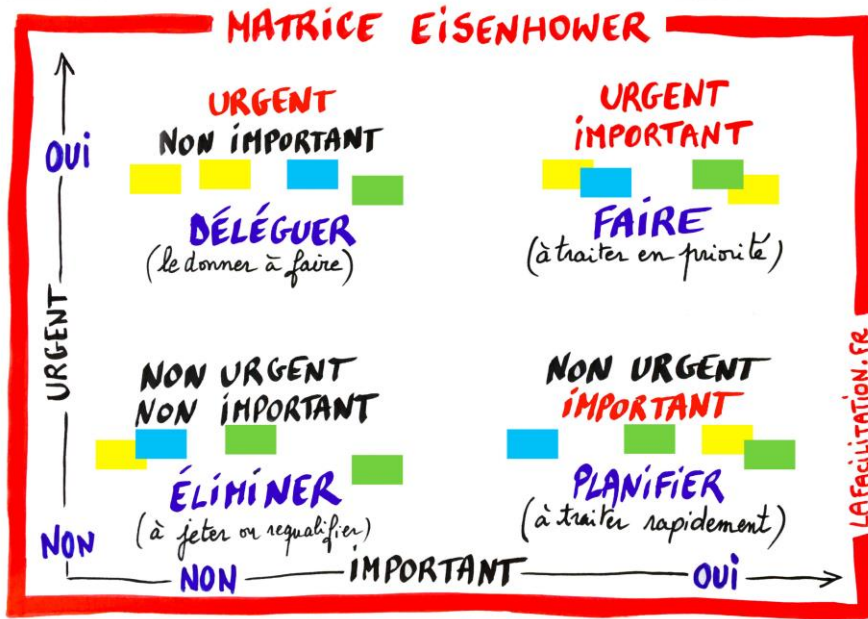 MATRICE EISENHOWER
OUI
URGENT
NON IMPORTANT
DÉLÉGUER
(le donner à faire)
URGENT
IMPORTANT
FAIRE
(à traiter en priorité)
URGENT
NON URGENT
NON IMPORTANT
ÉLIMINER
(à jeter ou requalifier)
NON URGENT
IMPORTANT
PLANIFIER
(à traiter rapidement)
NON
NON
IMPORTANT
OUI
LAFACILITATION.FR